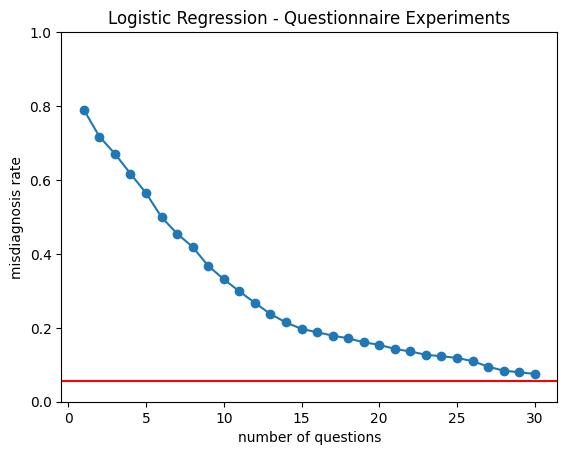 Logistic Regression - Questionnaire Experiments
1.0
0.8
0.6
0.4
0.2
0.0
misdiagnosis rate
0 5 10 15 20 25 30
number of questions